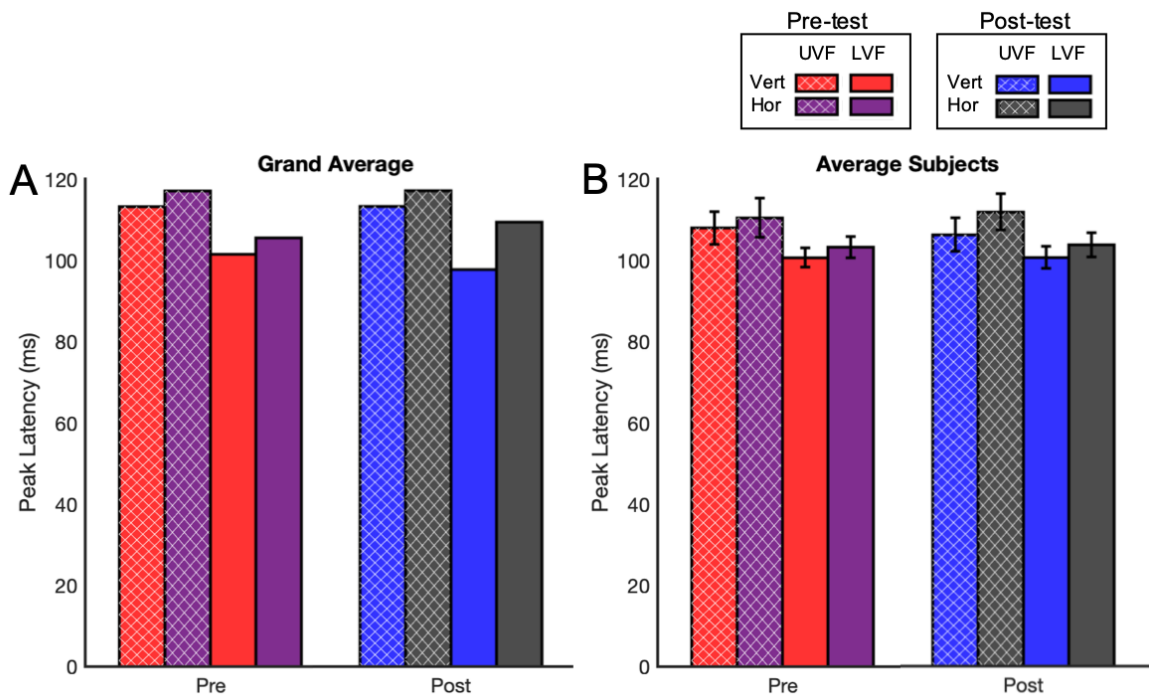 Pre-test Post-test
UVF LVF UVF LVF
Vert Vert
Hor Hor
A Grand Average
120
100
80
60
40
20
0
Peak Latency (ms)
Pre Post
B Average Subjects
120
100
80
60
40
20
0
Peak Latency (ms)
Pre Post